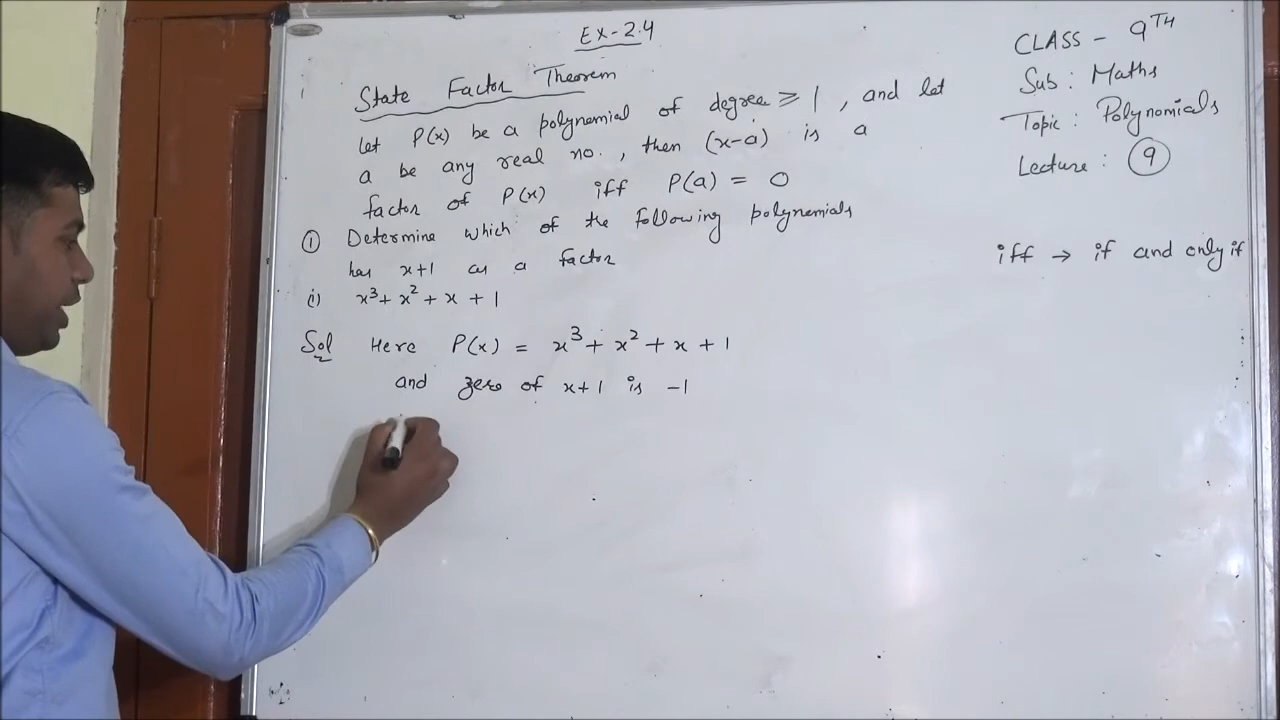 EX-2.4
State Factor Theorem
Let P(x) be a polynomial of degree ≥ 1, and let
a be any real no., then (x-a) is a
factor of P(x) iff P(a) = 0
① Determine which of the following polynomials
has x+1 as a factor
i) x³ + x² + x + 1
Sol Here P(x) = x³ + x² + x + 1
and zero of x+1 is -1
CLASS - 9TH
Sub : Maths
Topic : Polynomials
Lecture : 9
iff → if and only if